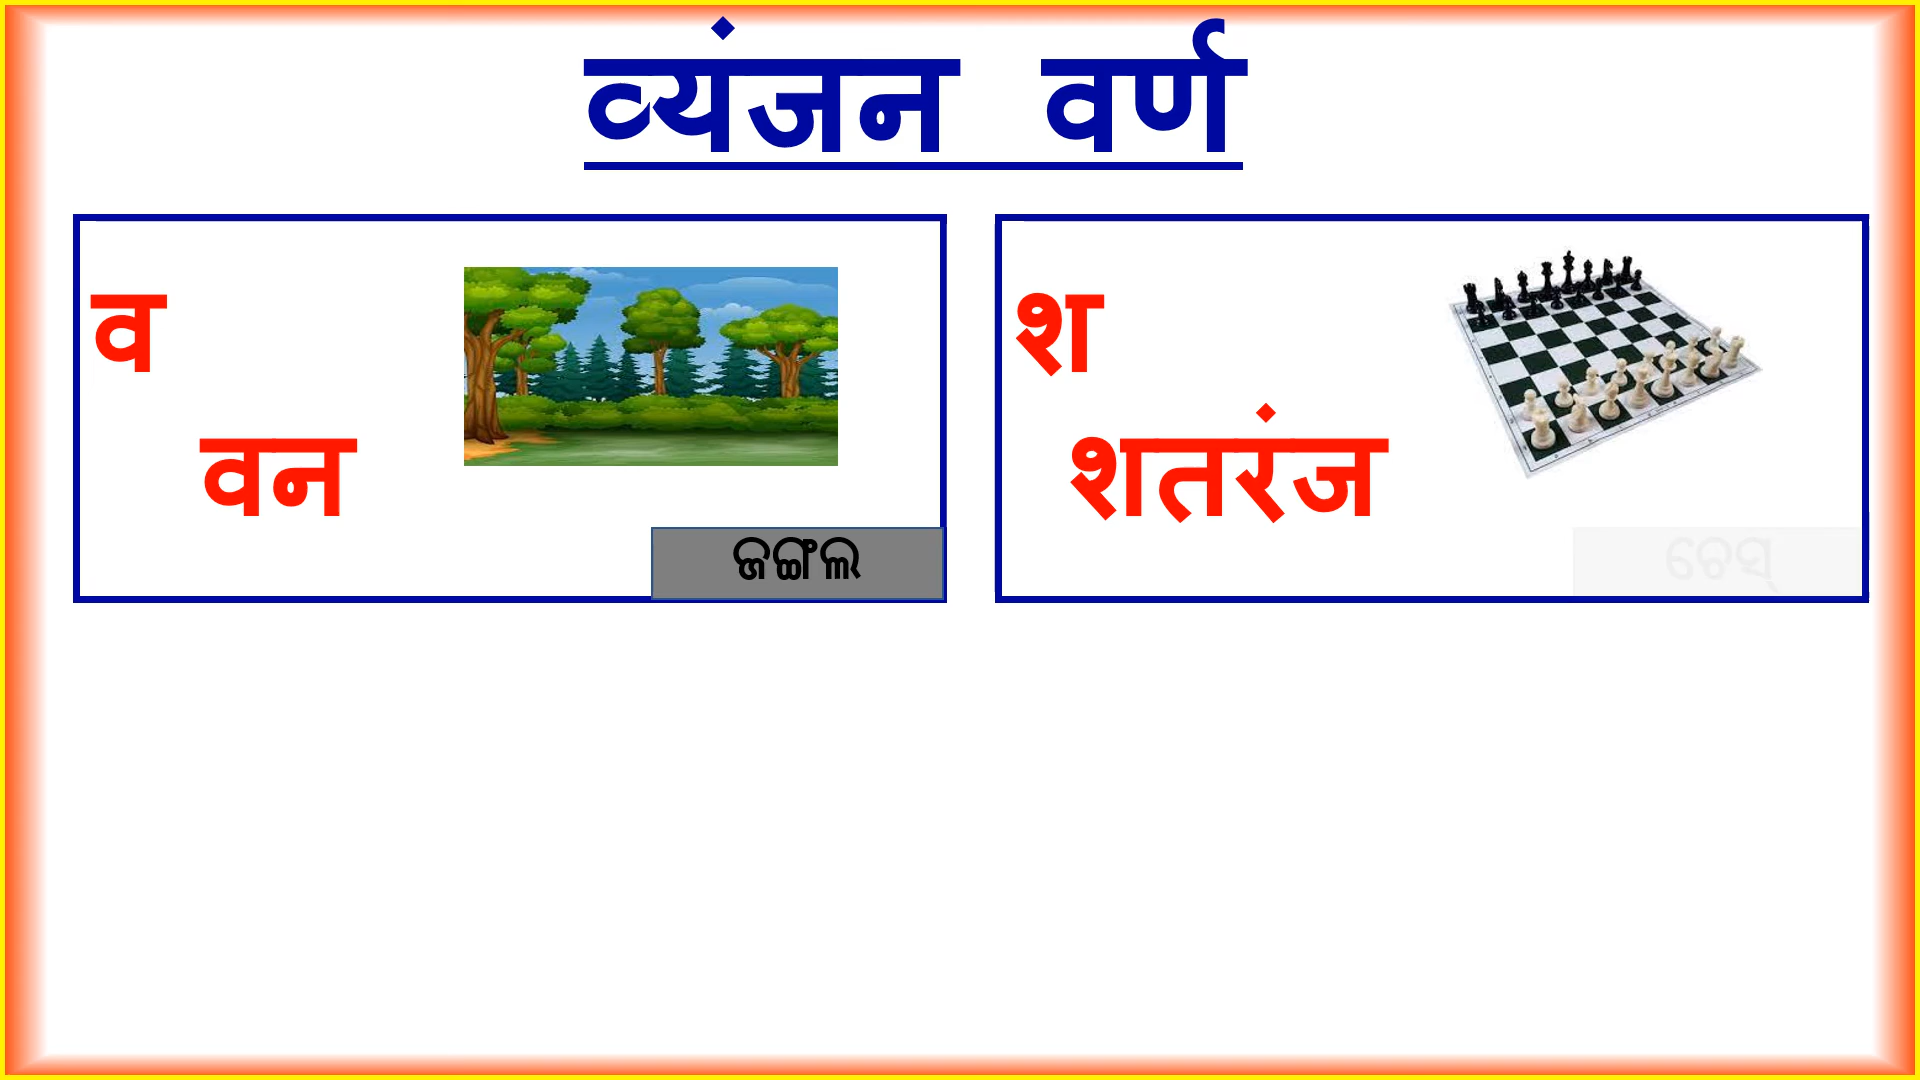 व्यंजन वर्ण
व
वन
ଜଙ୍ଗଲ
श
शतरंज
ଚେସ୍